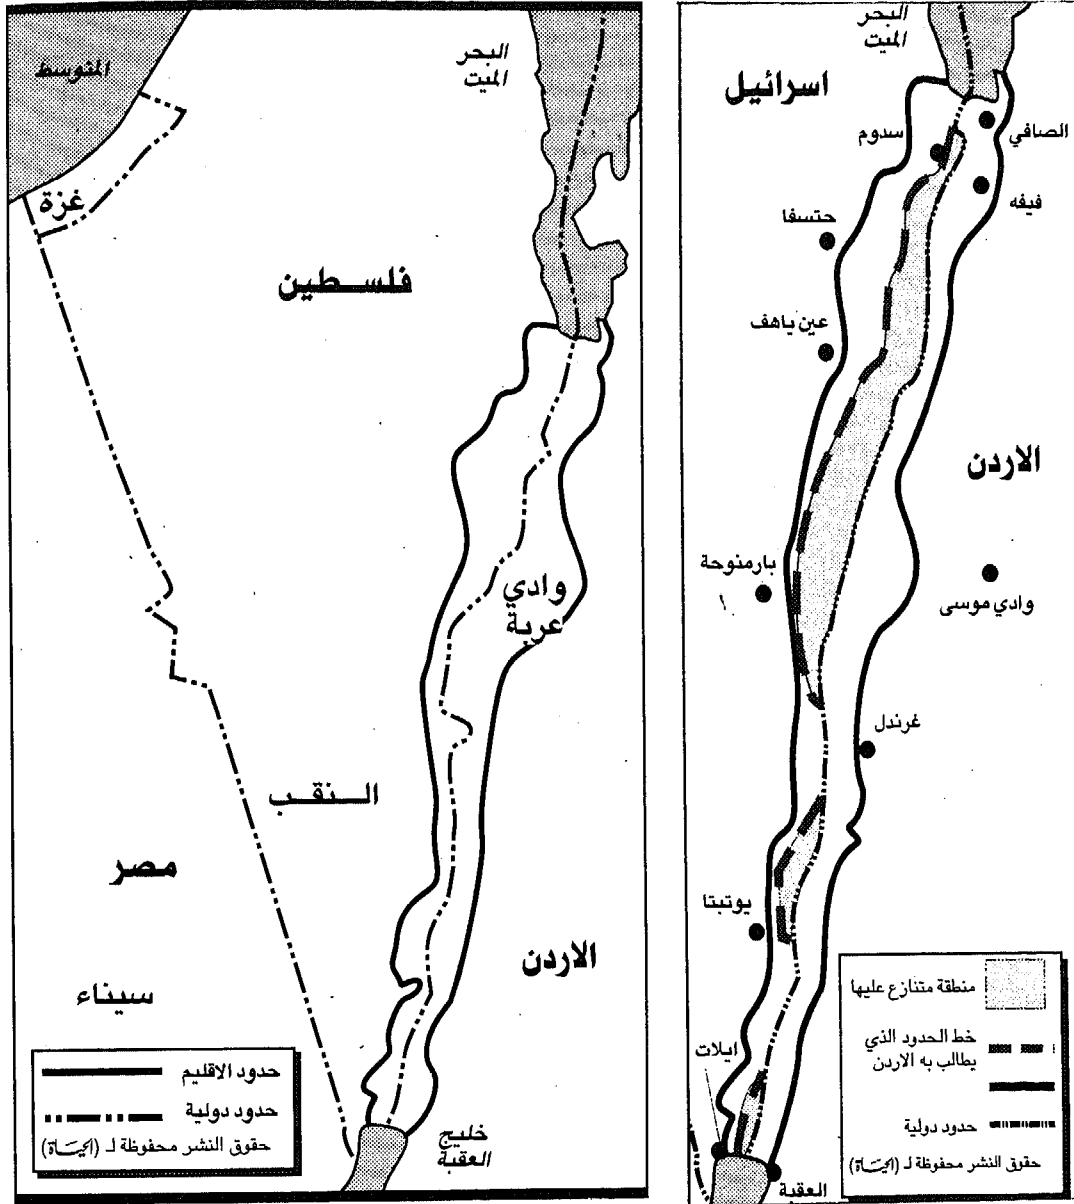 المتوسط
البحر
الميت
غزة
فلسطين
وادي
عربة
النقب
مصر
سيناء
الاردن
خليج
العقبة
حدود الاقليم
حدود دولية
حقوق النشر محفوظة لـ (الحياة)
البحر
الميت
اسرائيل
الصافي
سدوم
فيفه
حتسفا
عين ياهف
الاردن
بارمنوحة
وادي موسى
غرندل
يوتبتا
ايلات
العقبة
منطقة متنازع عليها
خط الحدود الذي
يطالب به الاردن
حدود دولية
حقوق النشر محفوظة لـ (الحياة)